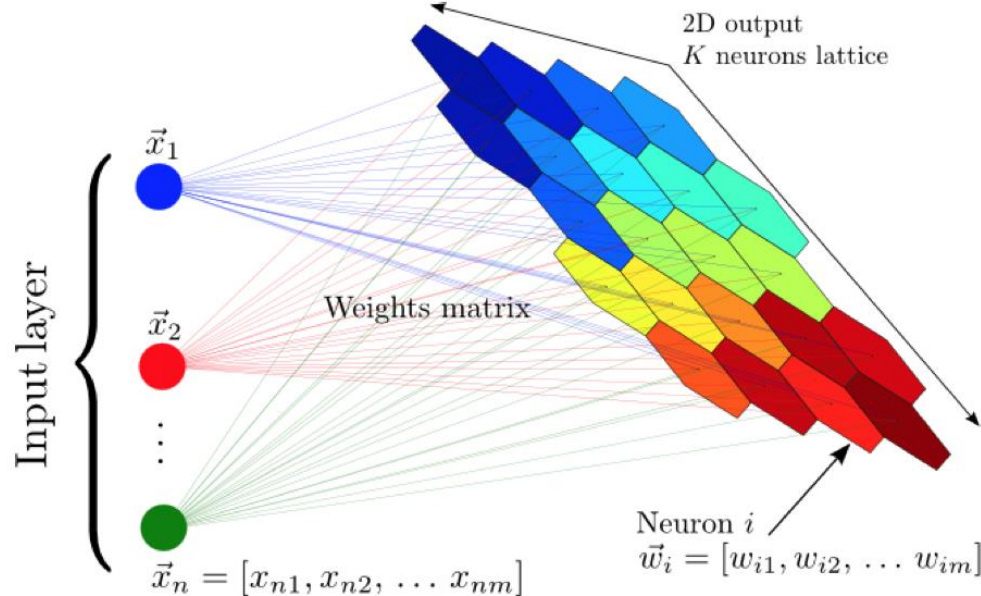 2D output
K neurons lattice
x⃗₁
Input layer
Weights matrix
x⃗₂
Neuron i
w⃗ᵢ = [wᵢ₁, wᵢ₂, … wᵢₘ]
x⃗ₙ = [xₙ₁, xₙ₂, … xₙₘ]